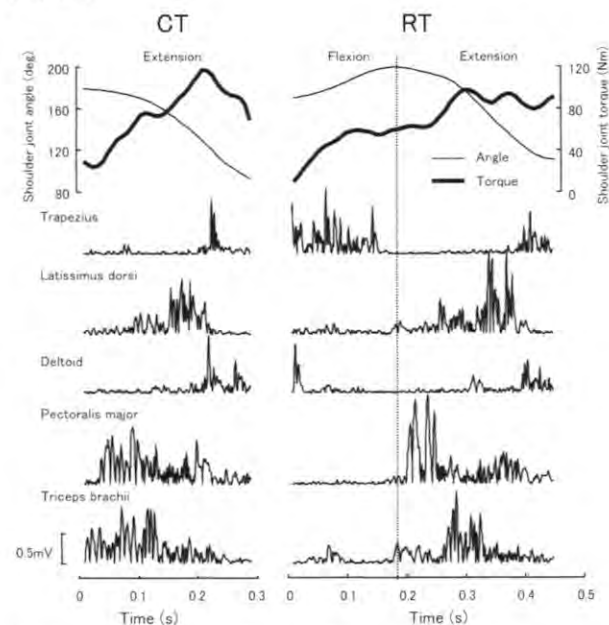 CT RT
Extension Flexion Extension
Shoulder joint angle (deg)
200
160
120
80
Shoulder joint torque (Nm)
120
80
40
0
Angle
Torque
Trapezius
Latissimus dorsi
Deltoid
Pectoralis major
Triceps brachii
0.5mV
0 0.1 0.2 0.3 0 0.1 0.2 0.3 0.4 0.5
Time (s) Time (s)